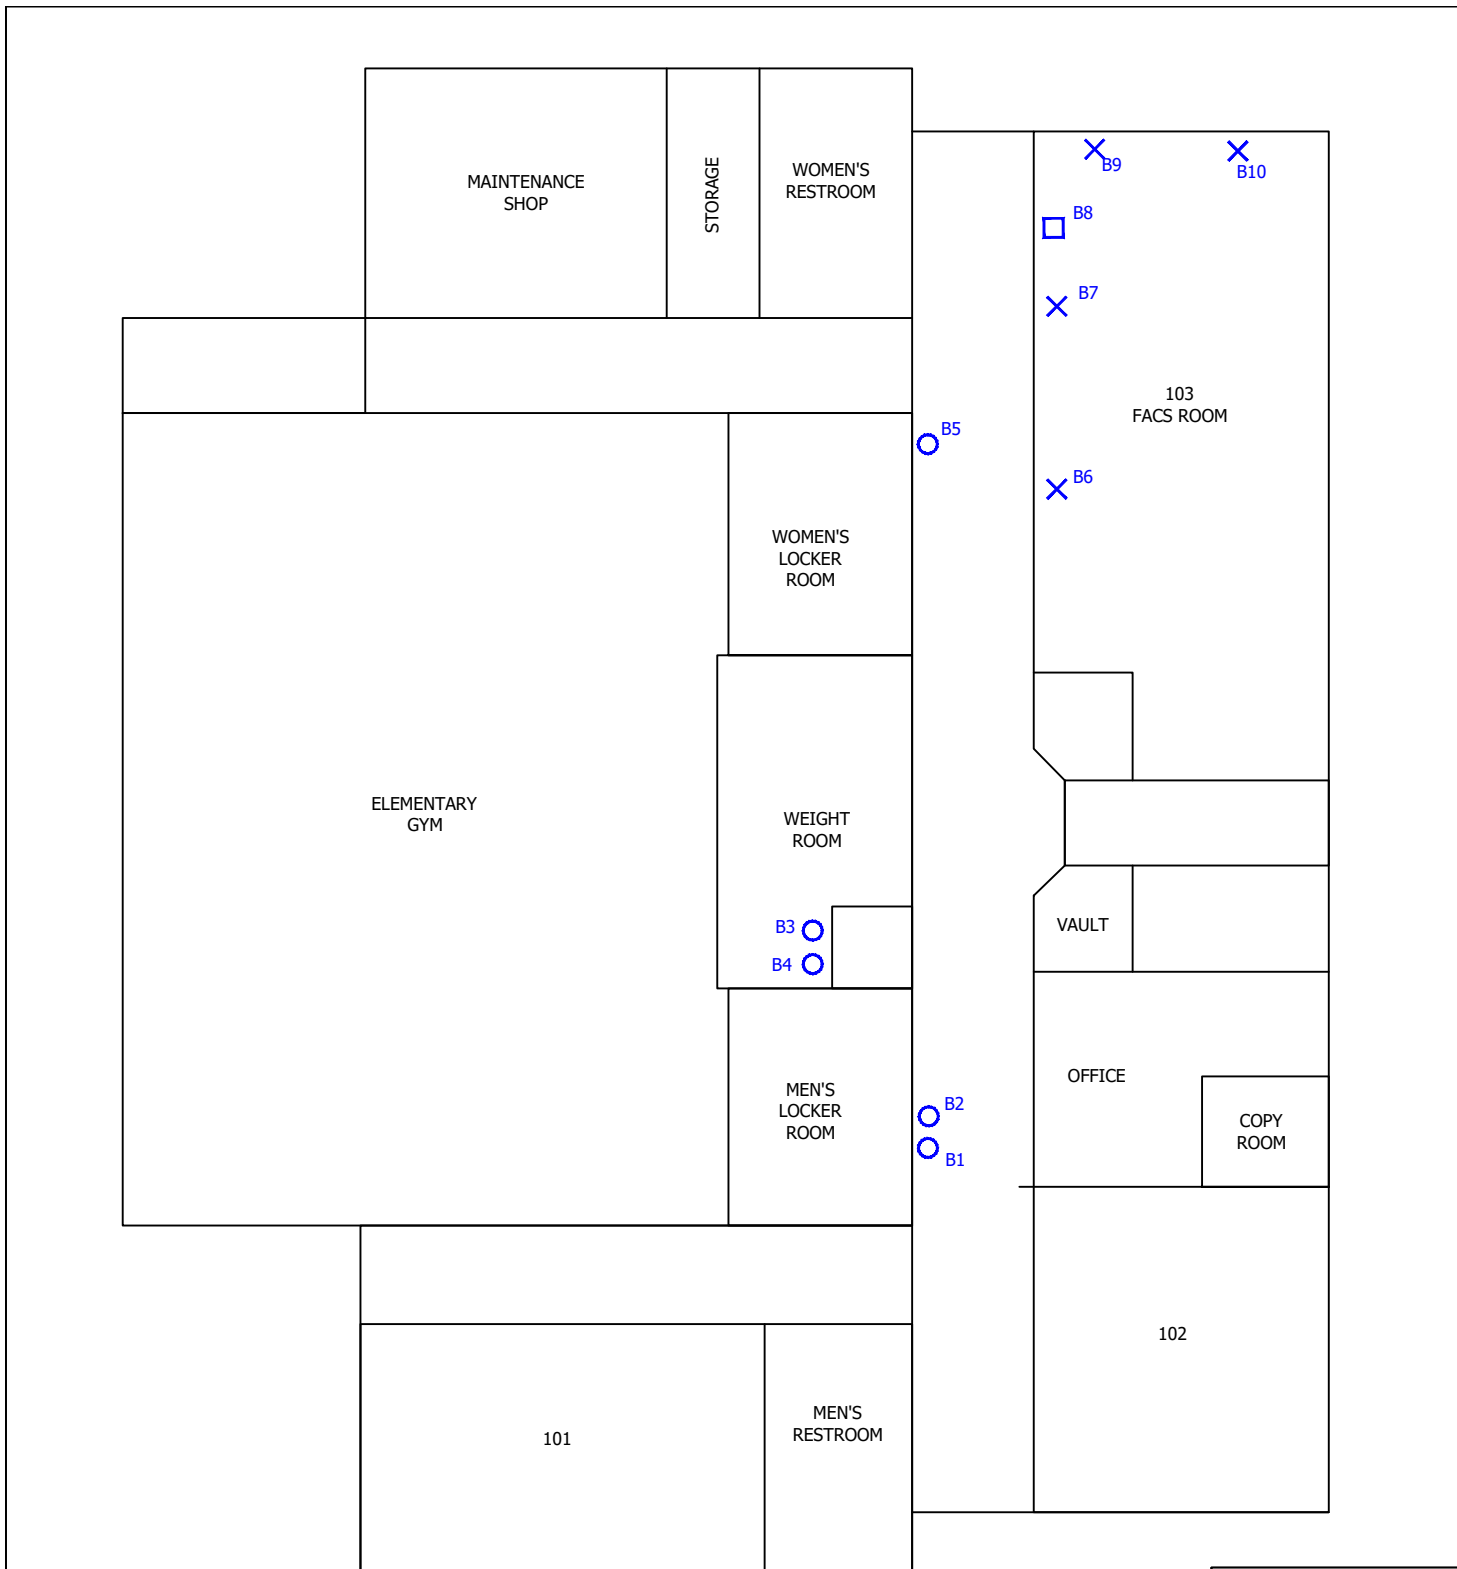 MAINTENANCE
SHOP
STORAGE
WOMEN'S
RESTROOM
B9
B10
B8
B7
103
FACS ROOM
B5
B6
WOMEN'S
LOCKER
ROOM
ELEMENTARY
GYM
WEIGHT
ROOM
B3
B4
VAULT
OFFICE
MEN'S
LOCKER
ROOM
B2
B1
COPY
ROOM
102
101
MEN'S
RESTROOM